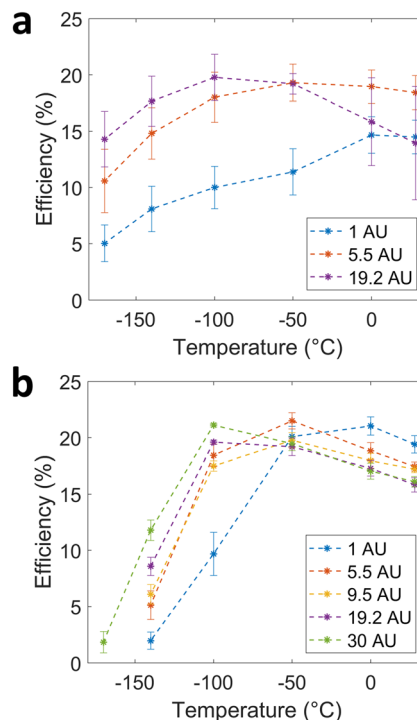 a
25
20
15
10
5
0
Efficiency (%)
1 AU
5.5 AU
19.2 AU
-150 -100 -50 0
Temperature (°C)
b
25
20
15
10
5
0
Efficiency (%)
1 AU
5.5 AU
9.5 AU
19.2 AU
30 AU
-150 -100 -50 0
Temperature (°C)